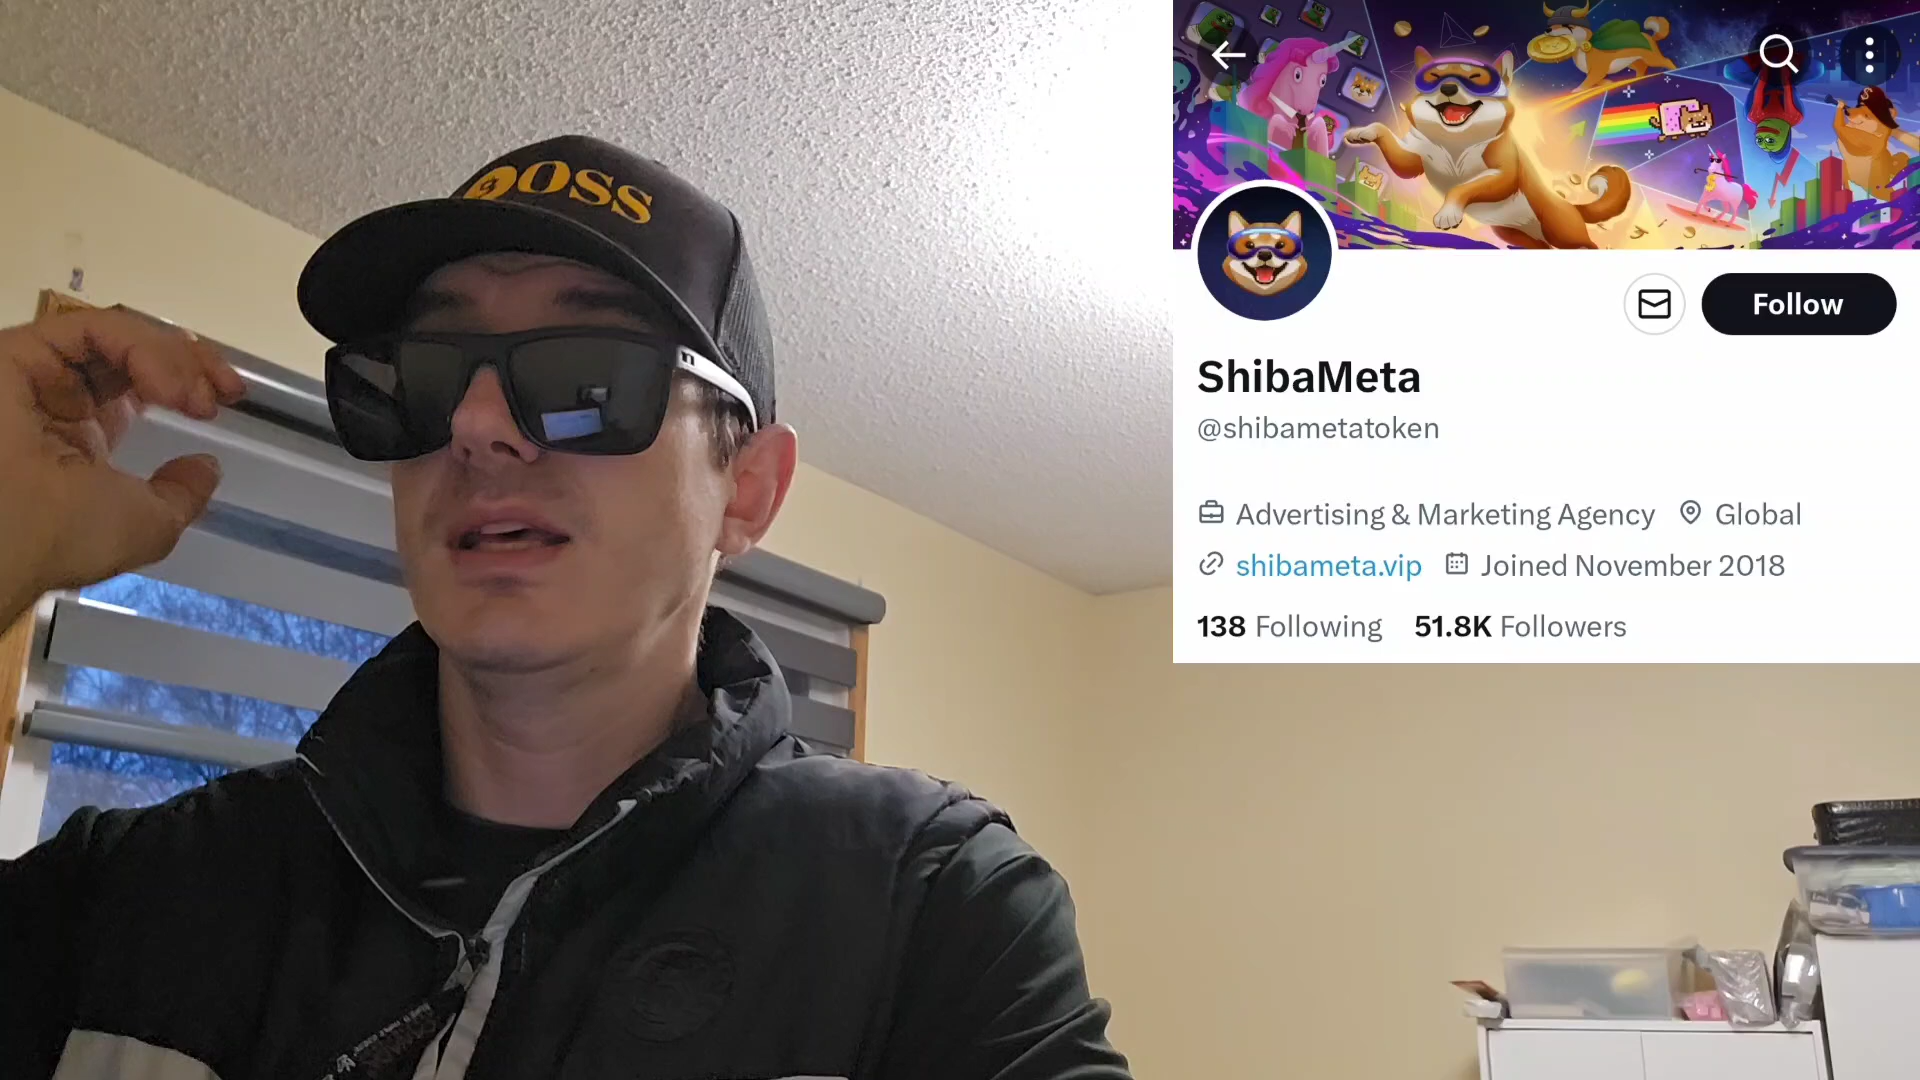 BOSS
n
Follow
ShibaMeta
@shibametatoken
Advertising & Marketing Agency Global
shibameta.vip Joined November 2018
138 Following 51.8K Followers